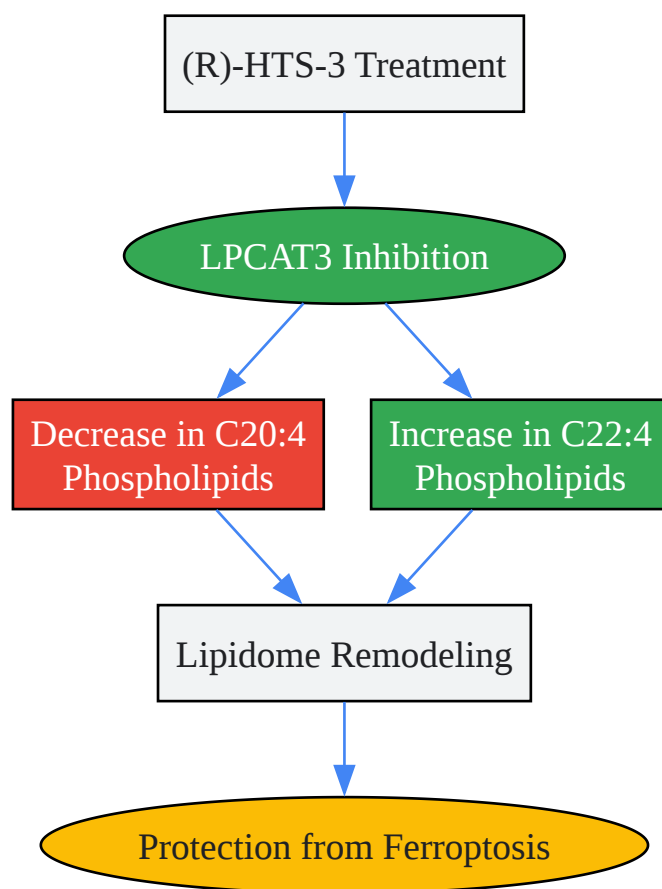 (R)-HTS-3 Treatment
LPCAT3 Inhibition
Decrease in C20:4
Phospholipids
Increase in C22:4
Phospholipids
Lipidome Remodeling
Protection from Ferroptosis